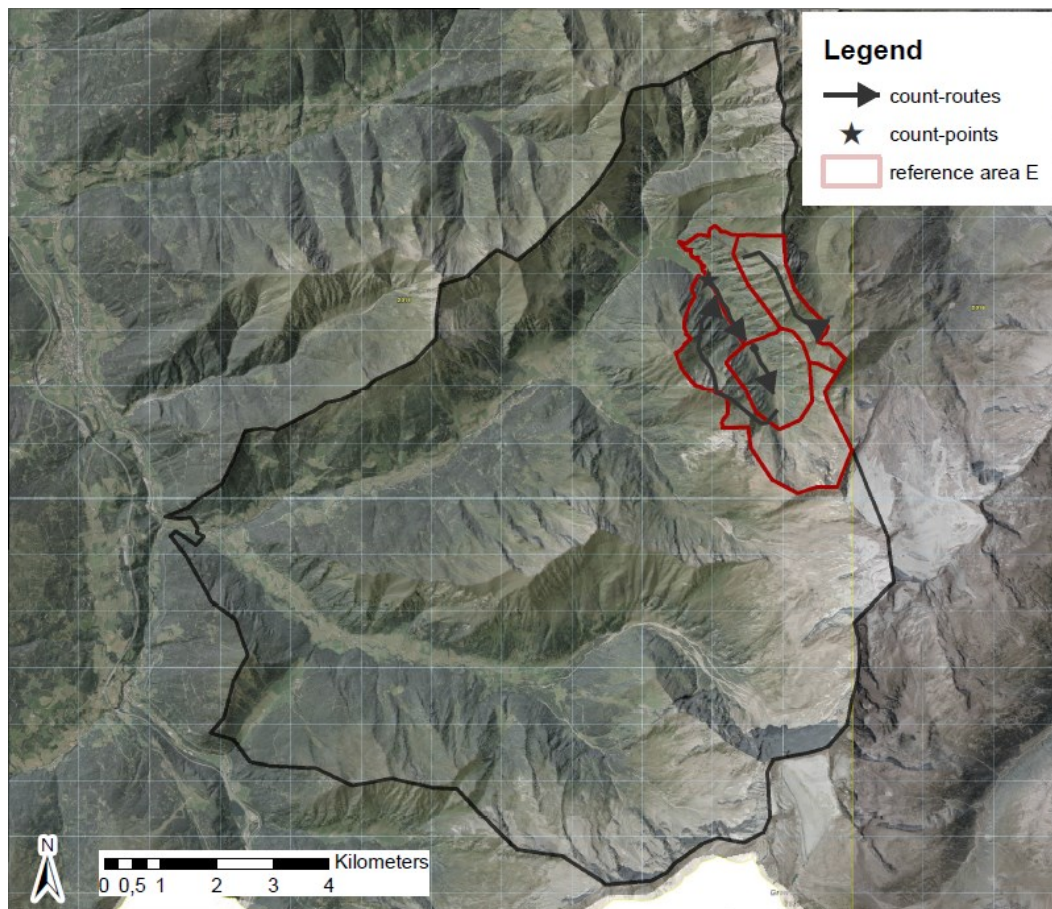 Legend
count-routes
count-points
reference area E
N
Kilometers
0 0,5 1 2 3 4